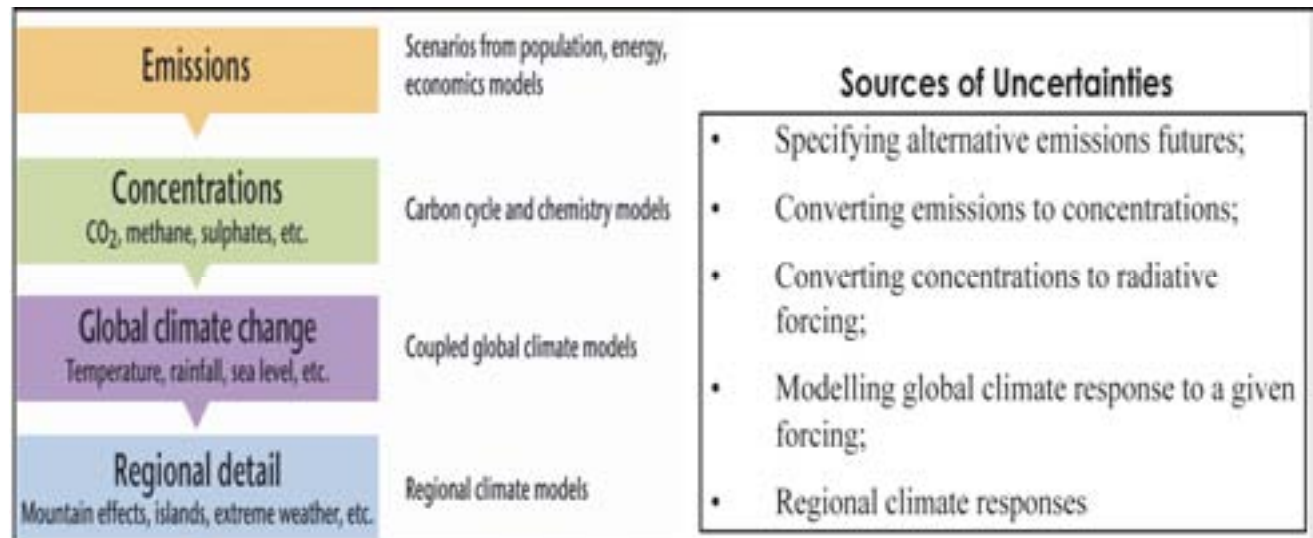 Emissions
Scenarios from population, energy,
economics models
Concentrations
CO₂, methane, sulphates, etc.
Carbon cycle and chemistry models
Global climate change
Temperature, rainfall, sea level, etc.
Coupled global climate models
Regional detail
Mountain effects, islands, extreme weather, etc.
Regional climate models
Sources of Uncertainties
• Specifying alternative emissions futures;
• Converting emissions to concentrations;
• Converting concentrations to radiative
forcing;
• Modelling global climate response to a given
forcing;
• Regional climate responses